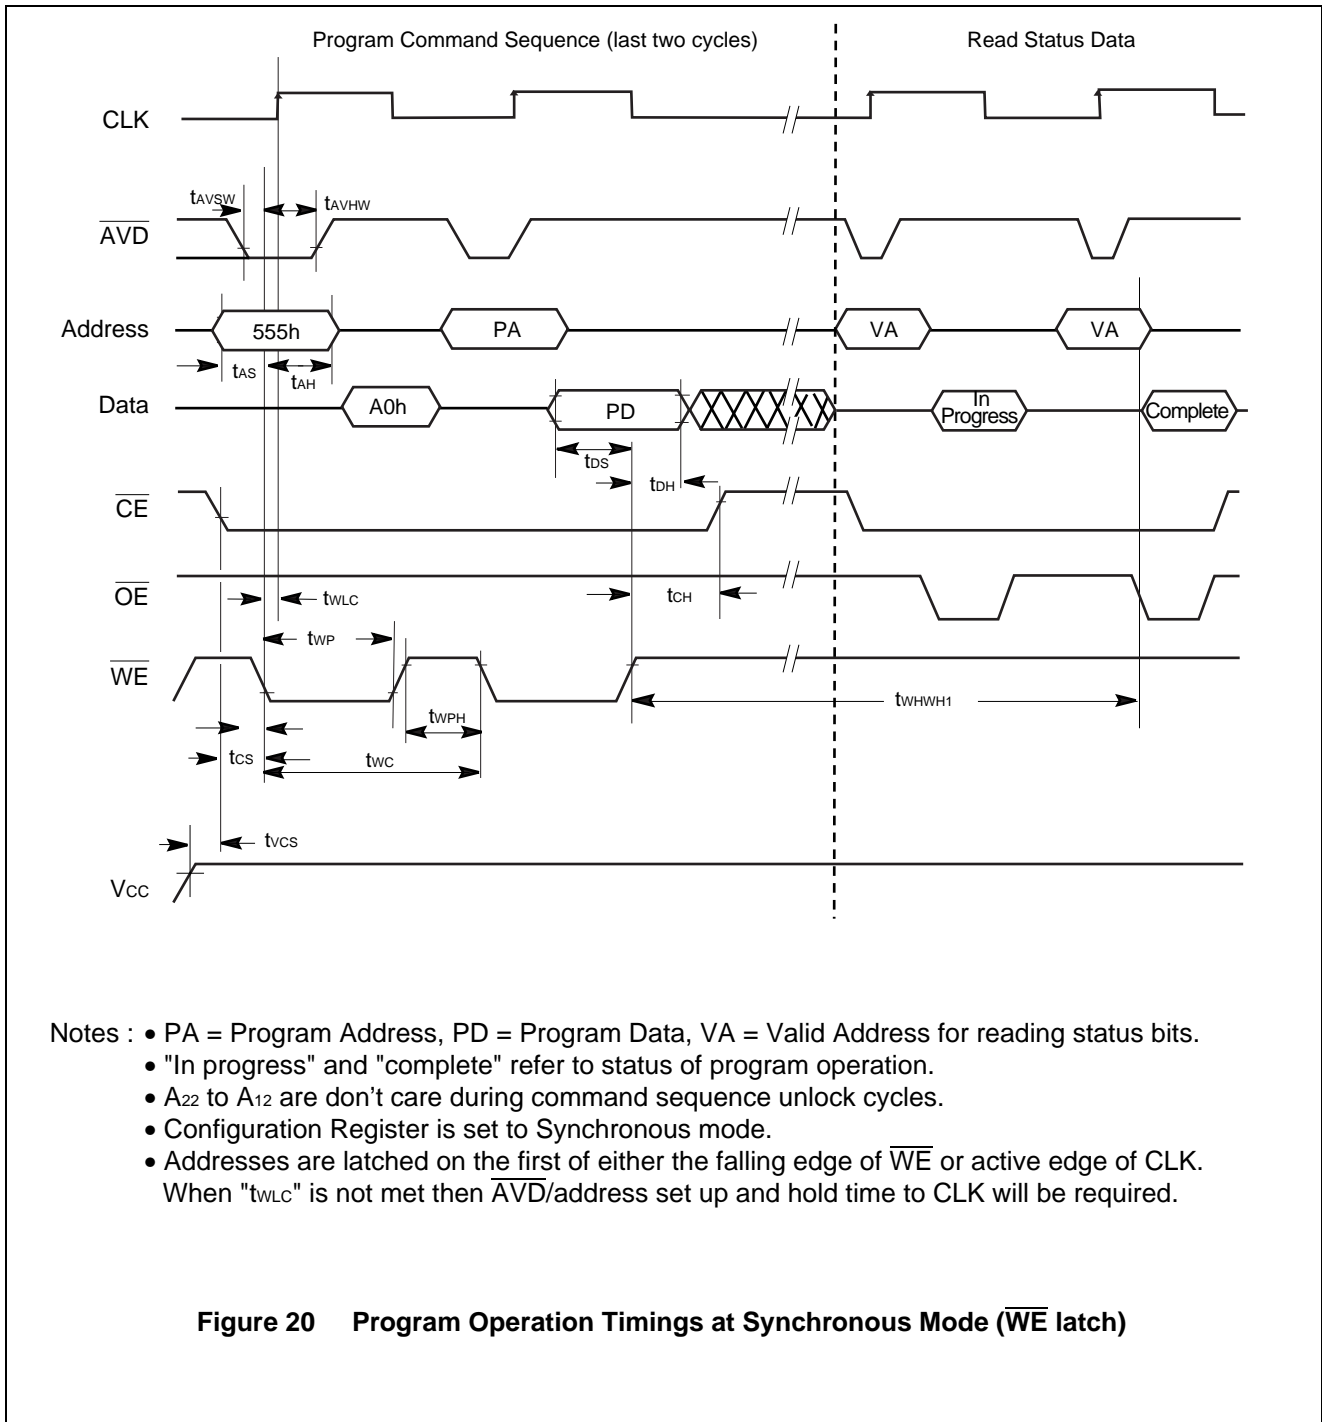 Program Command Sequence (last two cycles)
Read Status Data
CLK
tAVSW
tAVHW
AVD
Address
555h
PA
VA
VA
tAS
tAH
Data
A0h
PD
In
Progress
Complete
tDS
tDH
CE
OE
tWLC
tCH
tWP
WE
tWPH
tWHWH1
tCS
tWC
tVCS
VCC
Notes : • PA = Program Address, PD = Program Data, VA = Valid Address for reading status bits.
• "In progress" and "complete" refer to status of program operation.
• A22 to A12 are don’t care during command sequence unlock cycles.
• Configuration Register is set to Synchronous mode.
• Addresses are latched on the first of either the falling edge of WE or active edge of CLK.
When "tWLC" is not met then AVD/address set up and hold time to CLK will be required.
Figure 20 Program Operation Timings at Synchronous Mode (WE latch)